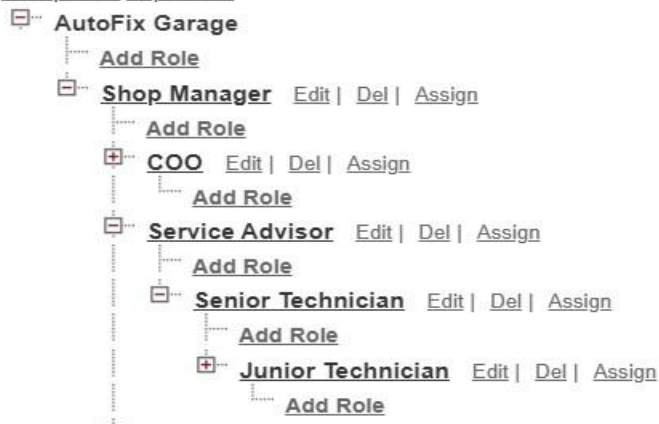 AutoFix Garage
Add Role
Shop Manager Edit | Del | Assign
Add Role
COO Edit | Del | Assign
Add Role
Service Advisor Edit | Del | Assign
Add Role
Senior Technician Edit | Del | Assign
Add Role
Junior Technician Edit | Del | Assign
Add Role